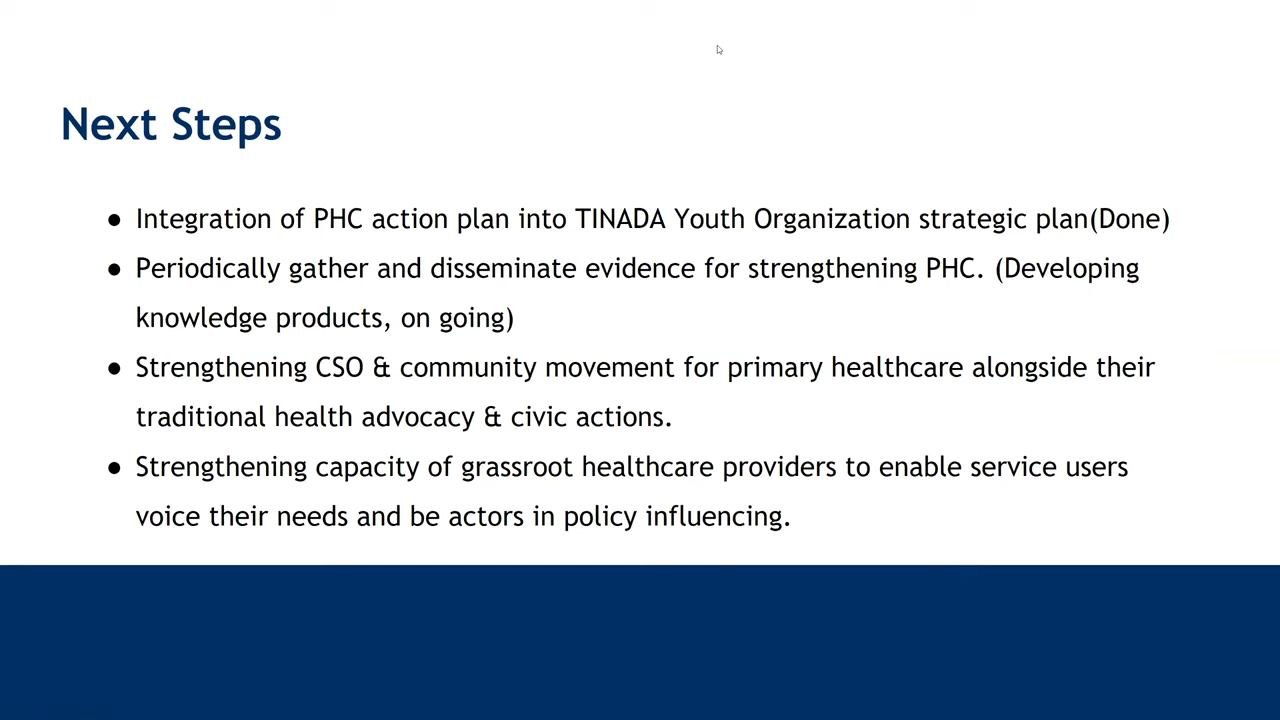 Next Steps
● Integration of PHC action plan into TINADA Youth Organization strategic plan(Done)
● Periodically gather and disseminate evidence for strengthening PHC. (Developing
knowledge products, on going)
● Strengthening CSO & community movement for primary healthcare alongside their
traditional health advocacy & civic actions.
● Strengthening capacity of grassroot healthcare providers to enable service users
voice their needs and be actors in policy influencing.